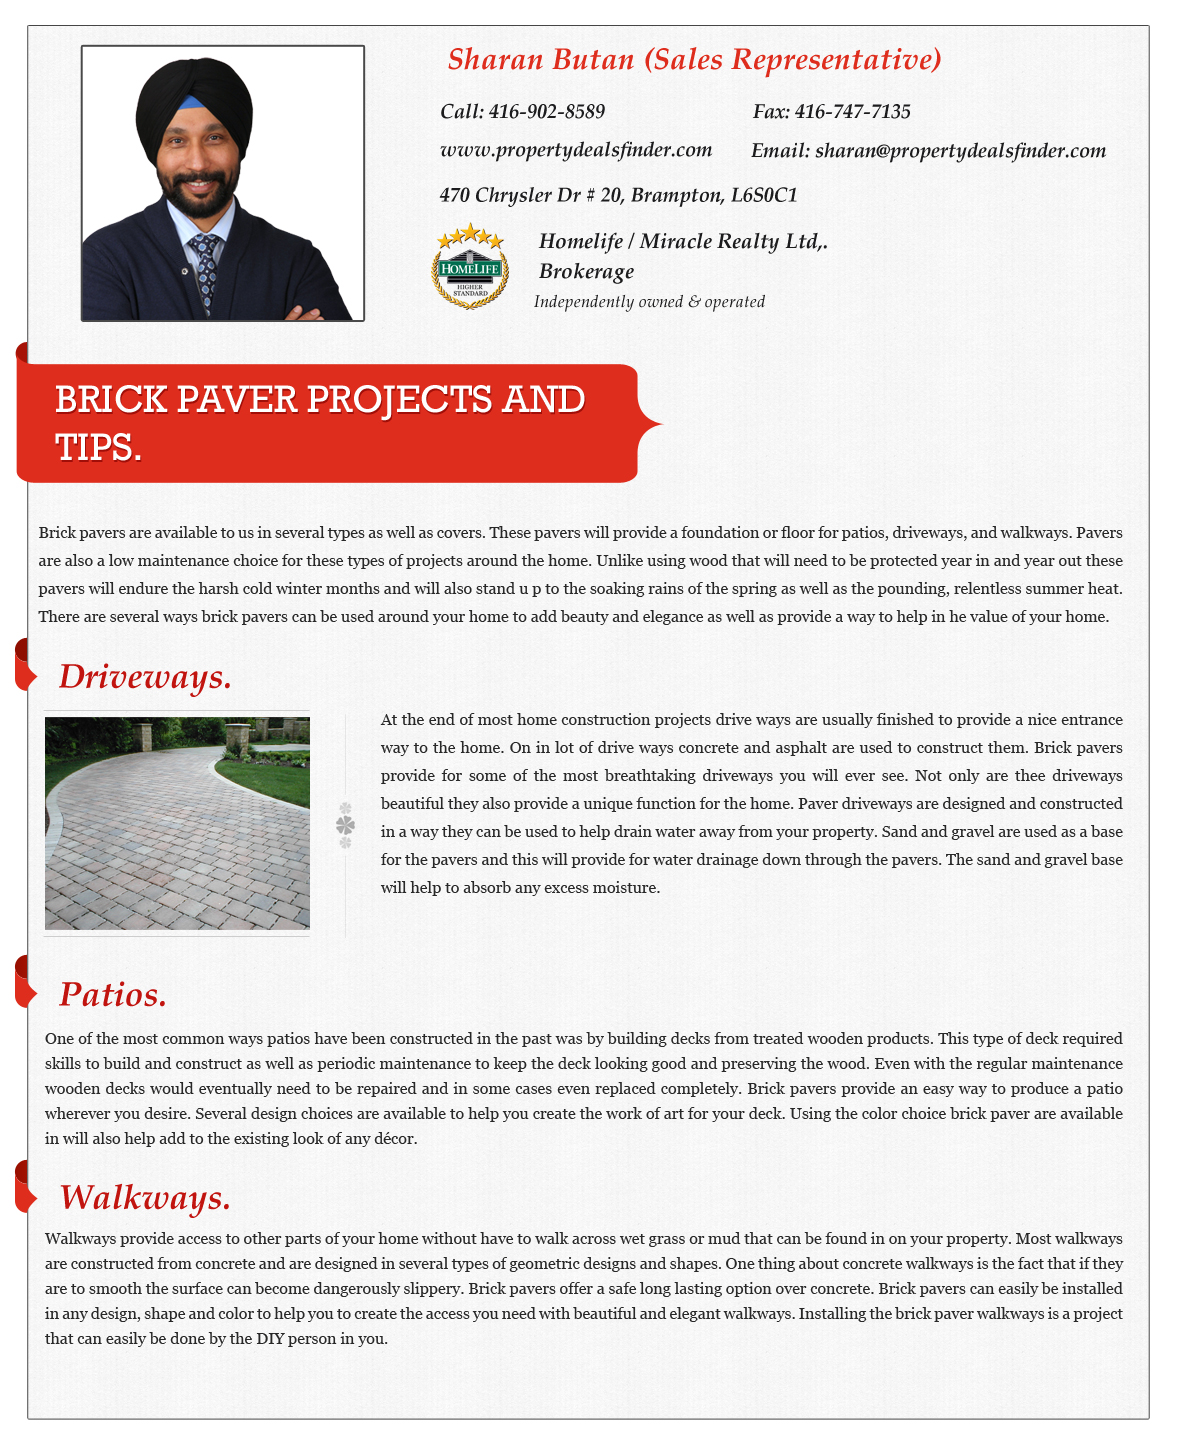 Sharan Butan (Sales Representative)
Call: 416-902-8589
Fax: 416-747-7135
www.propertydealsfinder.com
Email: sharan@propertydealsfinder.com
470 Chrysler Dr # 20, Brampton, L6S0C1
HOMELIFE
HIGHER
STANDARD
Homelife / Miracle Realty Ltd,.
Brokerage
Independently owned & operated
BRICK PAVER PROJECTS AND
TIPS.
Brick pavers are available to us in several types as well as covers. These pavers will provide a foundation or floor for patios, driveways, and walkways. Pavers
are also a low maintenance choice for these types of projects around the home. Unlike using wood that will need to be protected year in and year out these
pavers will endure the harsh cold winter months and will also stand u p to the soaking rains of the spring as well as the pounding, relentless summer heat.
There are several ways brick pavers can be used around your home to add beauty and elegance as well as provide a way to help in he value of your home.
Driveways.
At the end of most home construction projects drive ways are usually finished to provide a nice entrance
way to the home. On in lot of drive ways concrete and asphalt are used to construct them. Brick pavers
provide for some of the most breathtaking driveways you will ever see. Not only are thee driveways
beautiful they also provide a unique function for the home. Paver driveways are designed and constructed
in a way they can be used to help drain water away from your property. Sand and gravel are used as a base
for the pavers and this will provide for water drainage down through the pavers. The sand and gravel base
will help to absorb any excess moisture.
Patios.
One of the most common ways patios have been constructed in the past was by building decks from treated wooden products. This type of deck required
skills to build and construct as well as periodic maintenance to keep the deck looking good and preserving the wood. Even with the regular maintenance
wooden decks would eventually need to be repaired and in some cases even replaced completely. Brick pavers provide an easy way to produce a patio
wherever you desire. Several design choices are available to help you create the work of art for your deck. Using the color choice brick paver are available
in will also help add to the existing look of any décor.
Walkways.
Walkways provide access to other parts of your home without have to walk across wet grass or mud that can be found in on your property. Most walkways
are constructed from concrete and are designed in several types of geometric designs and shapes. One thing about concrete walkways is the fact that if they
are to smooth the surface can become dangerously slippery. Brick pavers offer a safe long lasting option over concrete. Brick pavers can easily be installed
in any design, shape and color to help you to create the access you need with beautiful and elegant walkways. Installing the brick paver walkways is a project
that can easily be done by the DIY person in you.